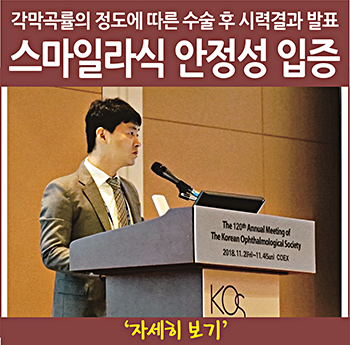 각막곡률의 정도에 따른 수술 후 시력결과 발표
스마일라식 안정성 입증
The 120th Annual Meeting of
The Korean Ophthalmological Society
2018.11.2(Fri)~11.4(Sun) COEX
KOS
'자세히 보기'